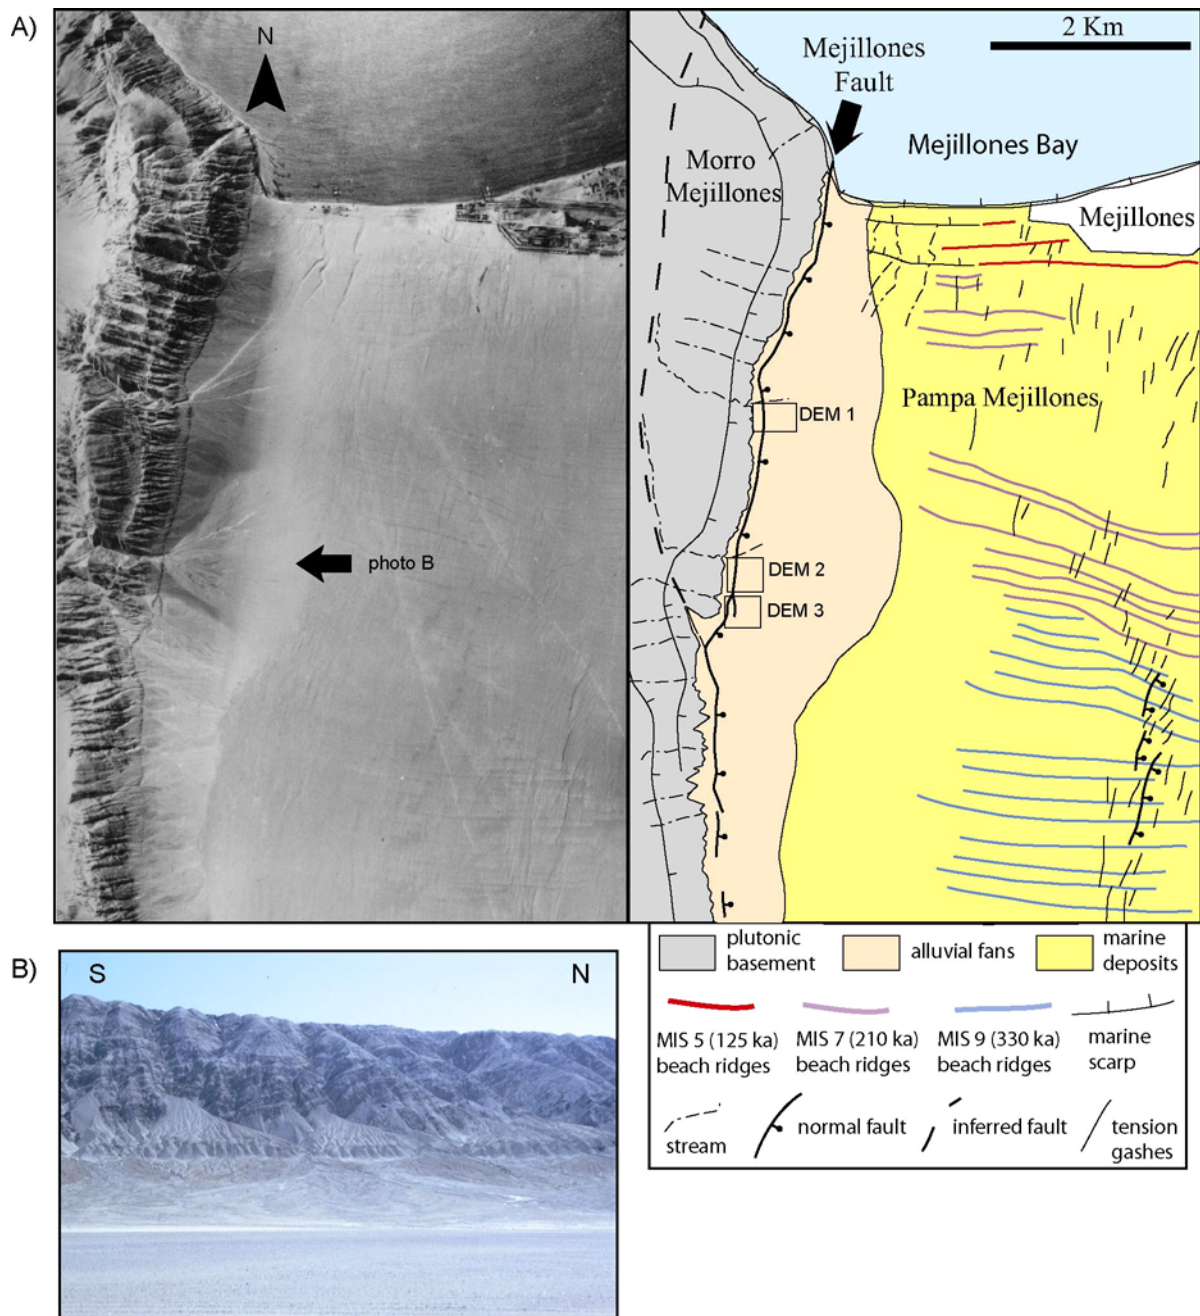 A)
N
photo B
2 Km
Mejillones
Fault
Mejillones Bay
Morro
Mejillones
Mejillones
Pampa Mejillones
DEM 1
DEM 2
DEM 3
plutonic
basement
alluvial fans
marine
deposits
MIS 5 (125 ka)
beach ridges
MIS 7 (210 ka)
beach ridges
MIS 9 (330 ka)
beach ridges
marine
scarp
stream
normal fault
inferred fault
tension
gashes
B)
S
N